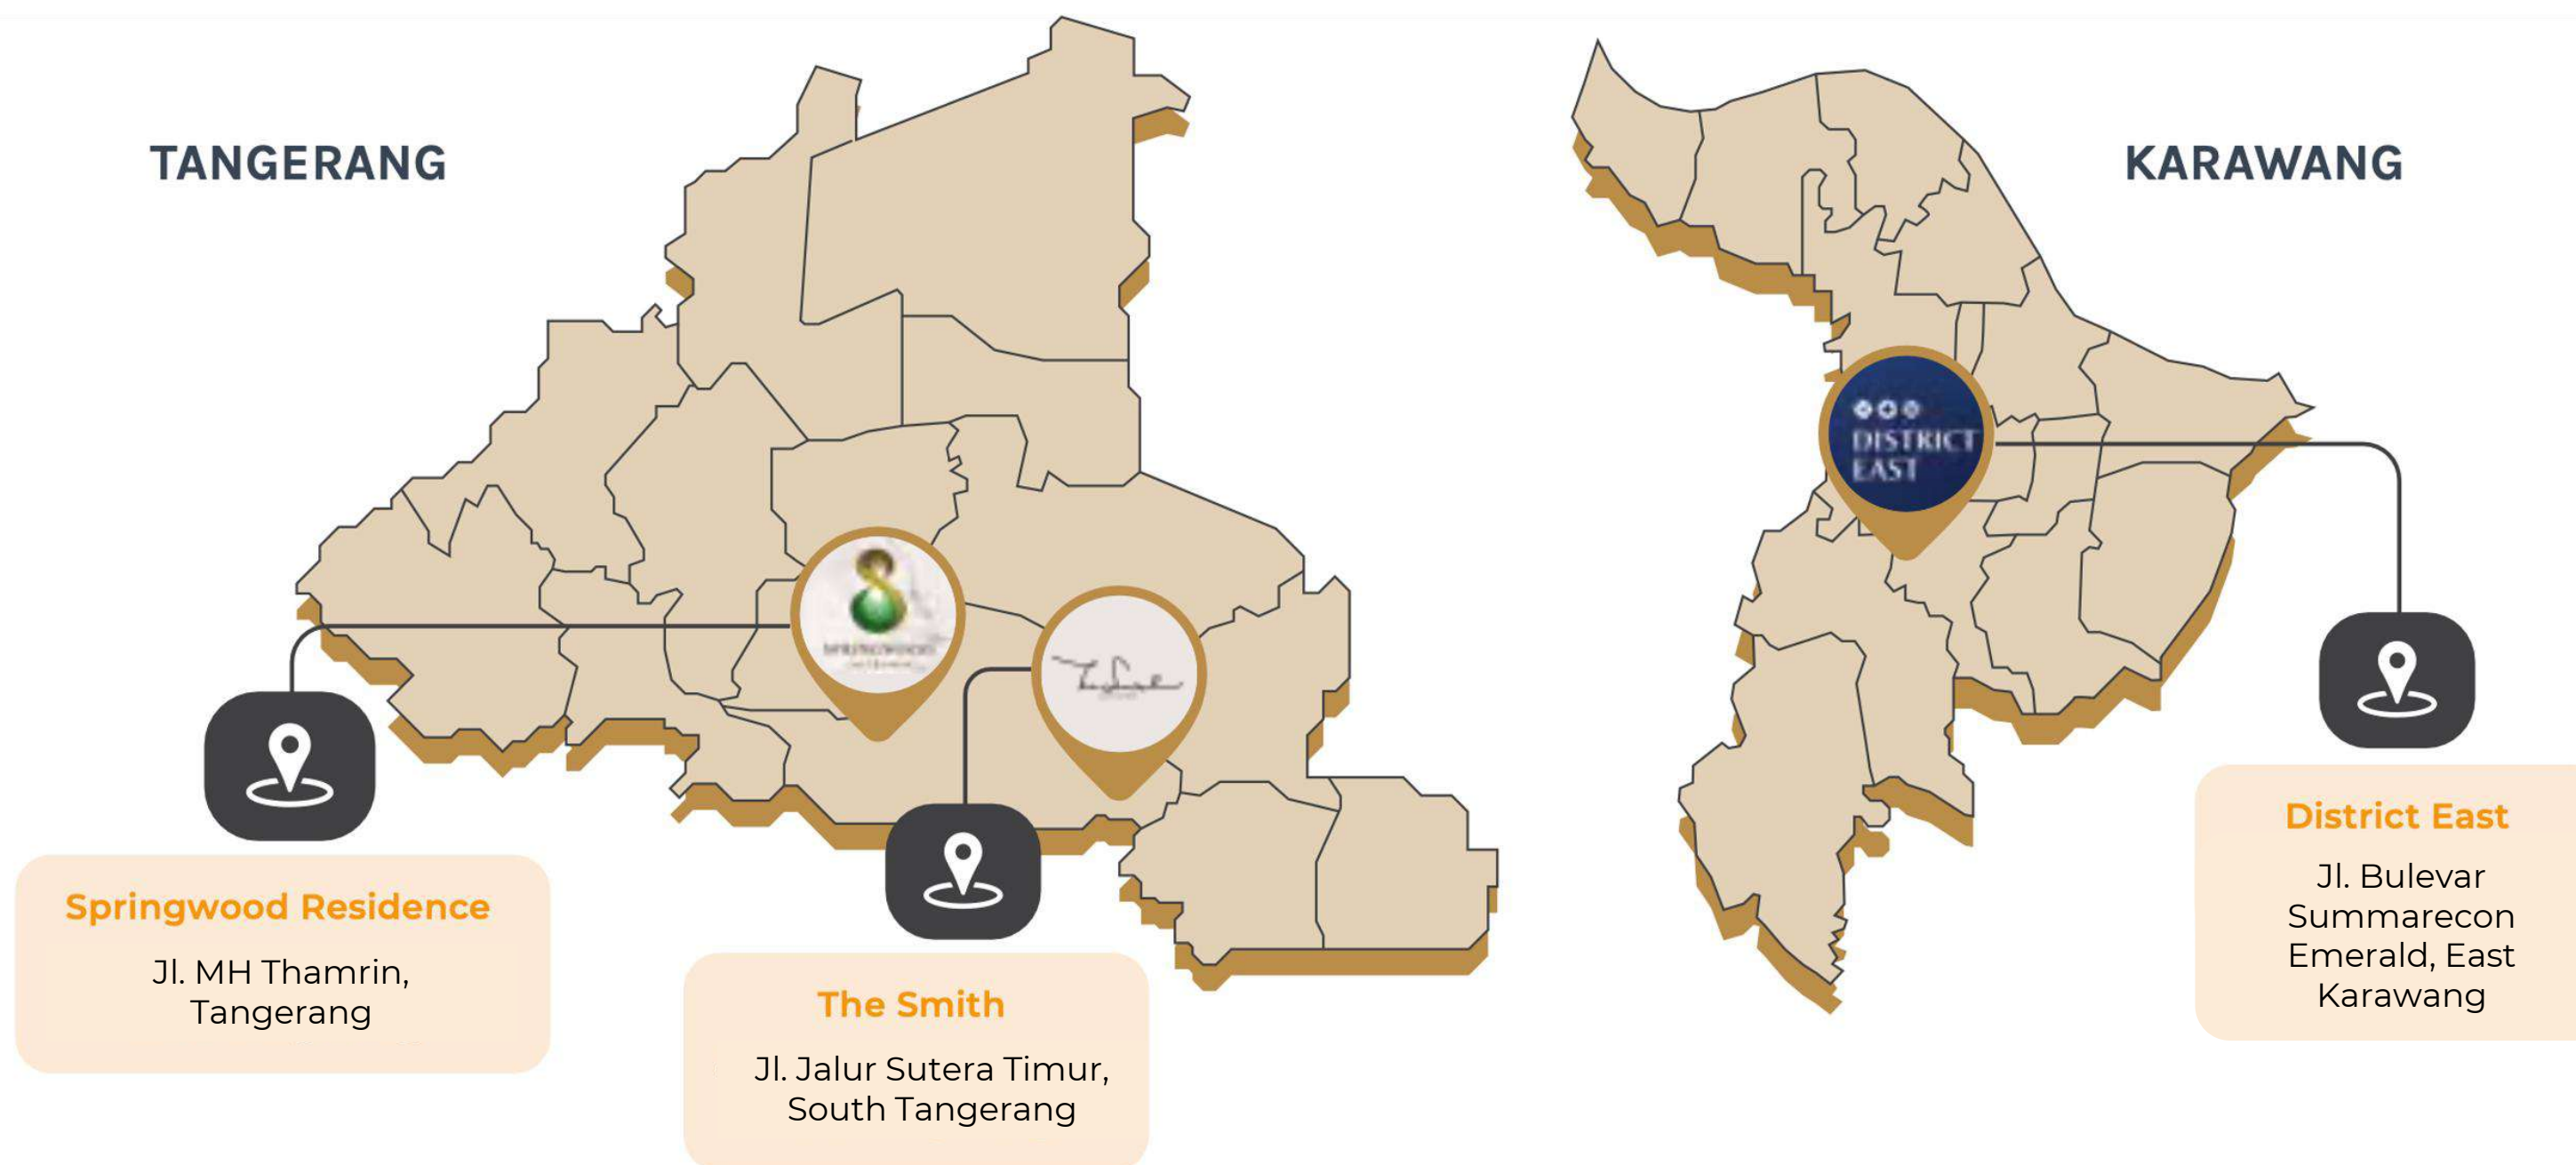 TANGERANG
KARAWANG
DISTRICT
EAST
Springwood Residence
Jl. MH Thamrin,
Tangerang
The Smith
Jl. Jalur Sutera Timur,
South Tangerang
District East
Jl. Bulevar
Summarecon
Emerald, East
Karawang